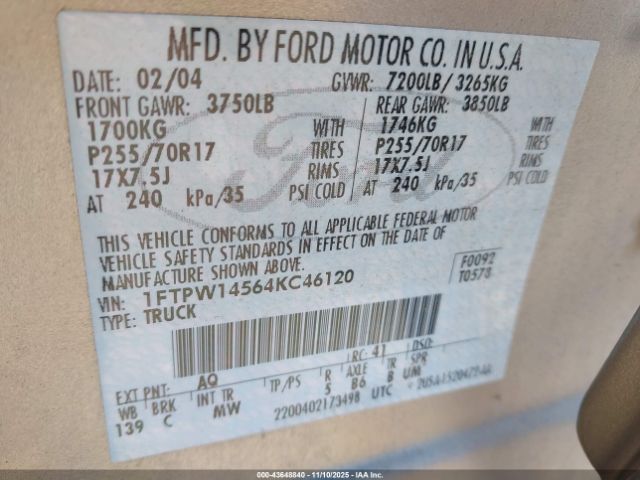 MFD. BY FORD MOTOR CO. IN U.S.A.
DATE: 02/04 GVWR: 7200LB/ 3265KG
FRONT GAWR: 3750LB REAR GAWR: 3850LB
1700KG WITH 1746KG WITH
P255/70R17 TIRES P255/70R17 TIRES
17X7.5J RIMS 17X7.5J RIMS
AT 240 kPa/35 PSI COLD AT 240 kPa/35 PSI COLD
THIS VEHICLE CONFORMS TO ALL APPLICABLE FEDERAL MOTOR
VEHICLE SAFETY STANDARDS IN EFFECT ON THE DATE OF
MANUFACTURE SHOWN ABOVE.
F0092
VIN: 1FTPW14564KC46120 T0578
TYPE: TRUCK
RC: 41 DSO:
EXT PNT: AQ TP/PS R AXLE TR SPR
WB BRK INT TR 5 B6 B UM
139 C MW 2200402173498 UTC
Ford
000-43648840 - 11/10/2025 - IAA, Inc.